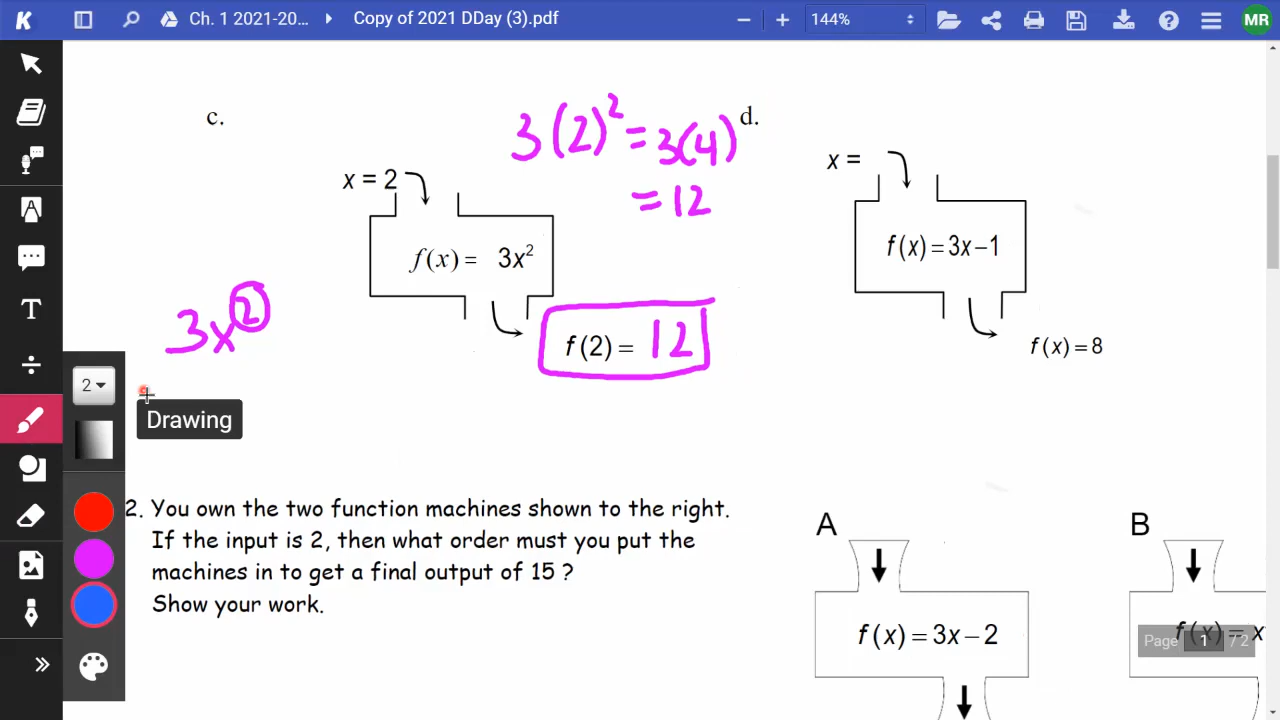 K Ch. 1 2021-20... Copy of 2021 DDay (3).pdf 144% MR
c.
3(2)² = 3(4)
= 12
d.
x = 2
x =
f(x) = 3x²
f(x) = 3x – 1
3x²
f(2) = 12
f(x) = 8
2
Drawing
2. You own the two function machines shown to the right.
If the input is 2, then what order must you put the
machines in to get a final output of 15 ?
Show your work.
A
B
f(x) = 3x – 2
f(x) = x
Page 1 / 2
T